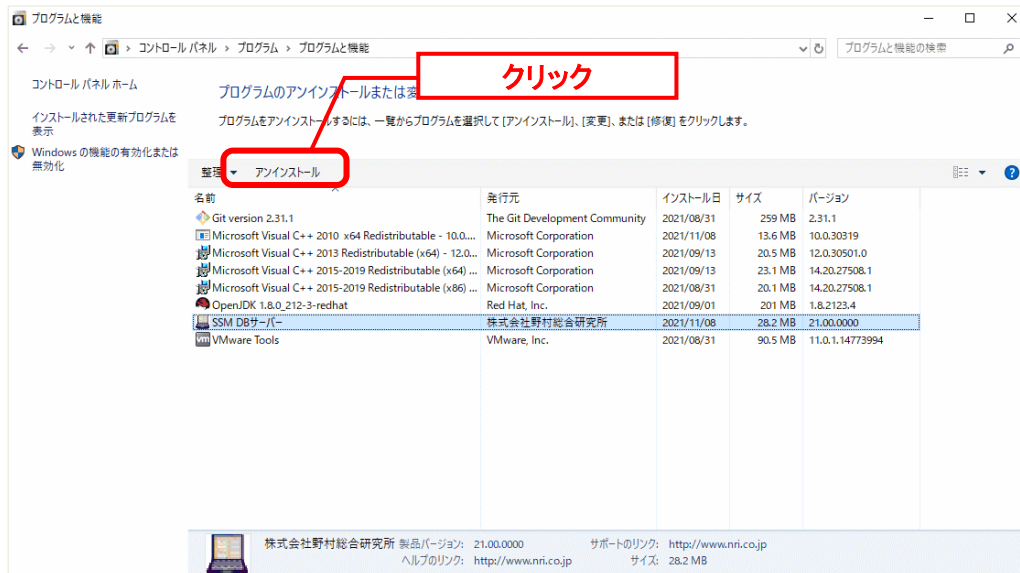 プログラムと機能
コントロール パネル › プログラム › プログラムと機能
プログラムと機能の検索
クリック
コントロール パネル ホーム
インストールされた更新プログラムを
表示
Windows の機能の有効化または
無効化
プログラムのアンインストールまたは変
プログラムをアンインストールするには、一覧からプログラムを選択して [アンインストール]、[変更]、または [修復] をクリックします。
整理 アンインストール
名前 発行元 インストール日 サイズ バージョン
Git version 2.31.1 The Git Development Community 2021/08/31 259 MB 2.31.1
Microsoft Visual C++ 2010 x64 Redistributable - 10.0.... Microsoft Corporation 2021/11/08 13.6 MB 10.0.30319
Microsoft Visual C++ 2013 Redistributable (x64) - 12.0... Microsoft Corporation 2021/09/13 20.5 MB 12.0.30501.0
Microsoft Visual C++ 2015-2019 Redistributable (x64) ... Microsoft Corporation 2021/09/13 23.1 MB 14.20.27508.1
Microsoft Visual C++ 2015-2019 Redistributable (x86) ... Microsoft Corporation 2021/08/31 20.1 MB 14.20.27508.1
OpenJDK 1.8.0_212-3-redhat Red Hat, Inc. 2021/09/01 201 MB 1.8.2123.4
SSM DBサーバー 株式会社野村総合研究所 2021/11/08 28.2 MB 21.00.0000
VMware Tools VMware, Inc. 2021/08/31 90.5 MB 11.0.1.14773994
株式会社野村総合研究所 製品バージョン: 21.00.0000 サポートのリンク: http://www.nri.co.jp
ヘルプのリンク: http://www.nri.co.jp サイズ: 28.2 MB